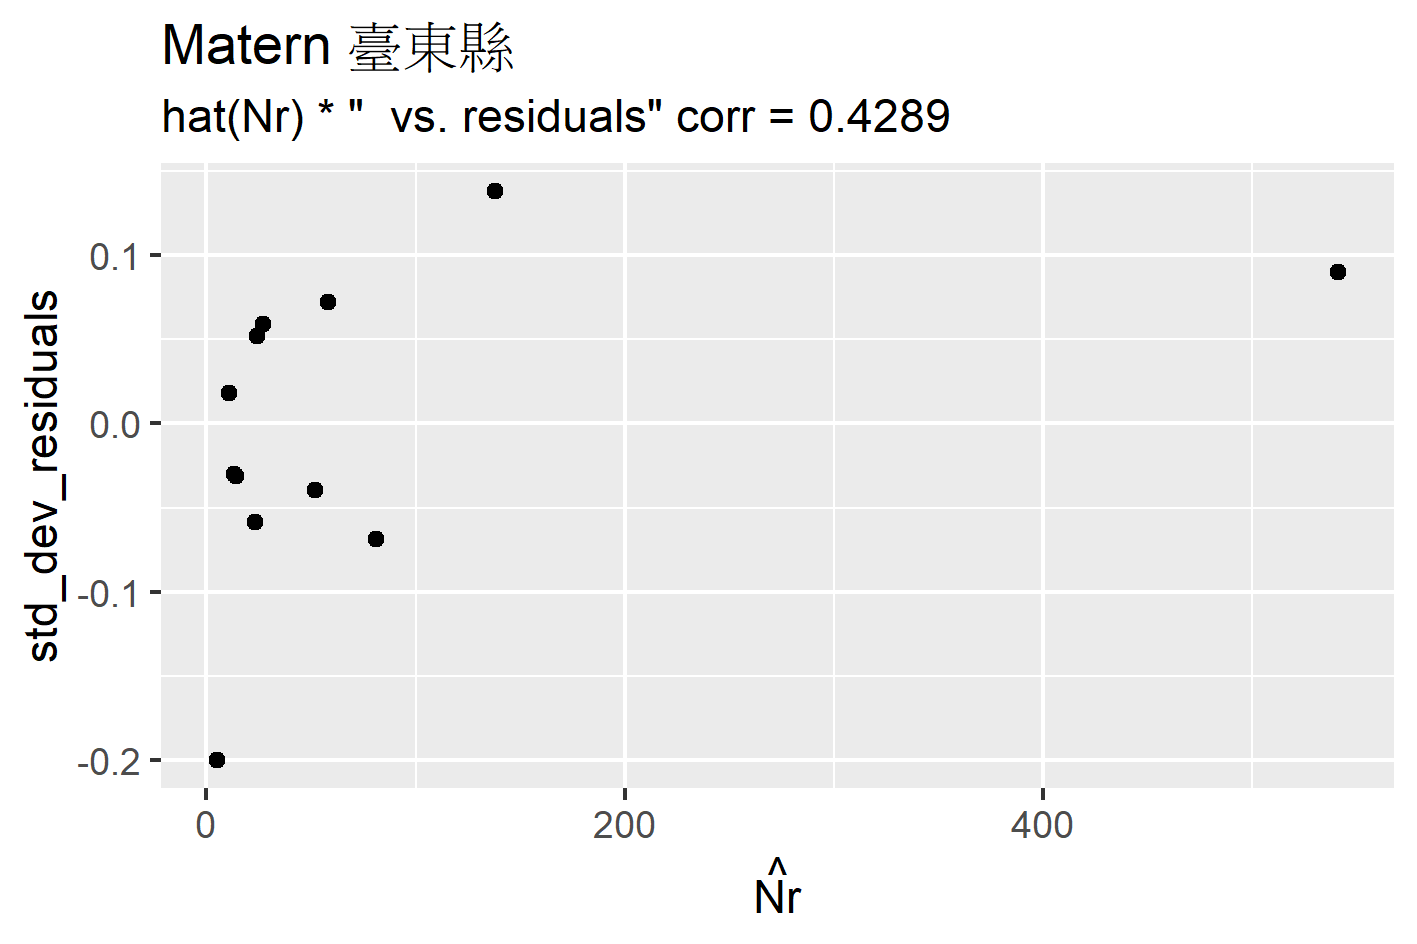 Matern 臺東縣
hat(Nr) * "  vs. residuals" corr = 0.4289
std_dev_residuals
0.1
0.0
-0.1
-0.2
0
200
400
N̂r